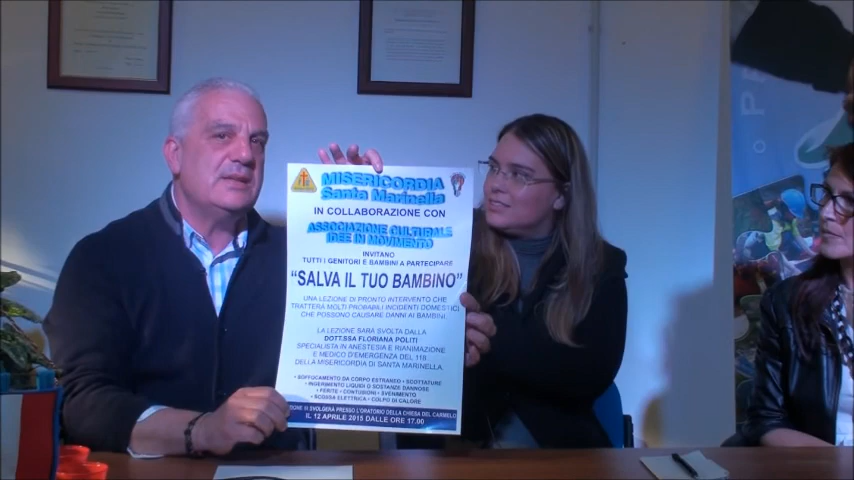 MISERICORDIA
Santa Marinella
IN COLLABORAZIONE CON
ASSOCIAZIONE CULTURALE
IDEE IN MOVIMENTO
INVITANO
TUTTI I GENITORI E BAMBINI A PARTECIPARE
"SALVA IL TUO BAMBINO"
UNA LEZIONE DI PRONTO INTERVENTO CHE
TRATTERÀ MOLTI PROBABILI INCIDENTI DOMESTICI
CHE POSSONO CAUSARE DANNI AI BAMBINI.
LA LEZIONE SARÀ SVOLTA DALLA
DOTT.SSA FLORIANA POLITI
SPECIALISTA IN ANESTESIA E RIANIMAZIONE
E MEDICO D'EMERGENZA DEL 118
DELLA MISERICORDIA DI SANTA MARINELLA.
• SOFFOCAMENTO DA CORPO ESTRANEO • SCOTTATURE
• INGERIMENTO LIQUIDI O SOSTANZE DANNOSE
• FERITE • CONTUSIONI • SVENIMENTO
• SCOSSA ELETTRICA • COLPO DI CALORE
SI SVOLGERÀ PRESSO L'ORATORIO DELLA CHIESA DEL CARMELO
IL 12 APRILE 2015 DALLE ORE 17.00